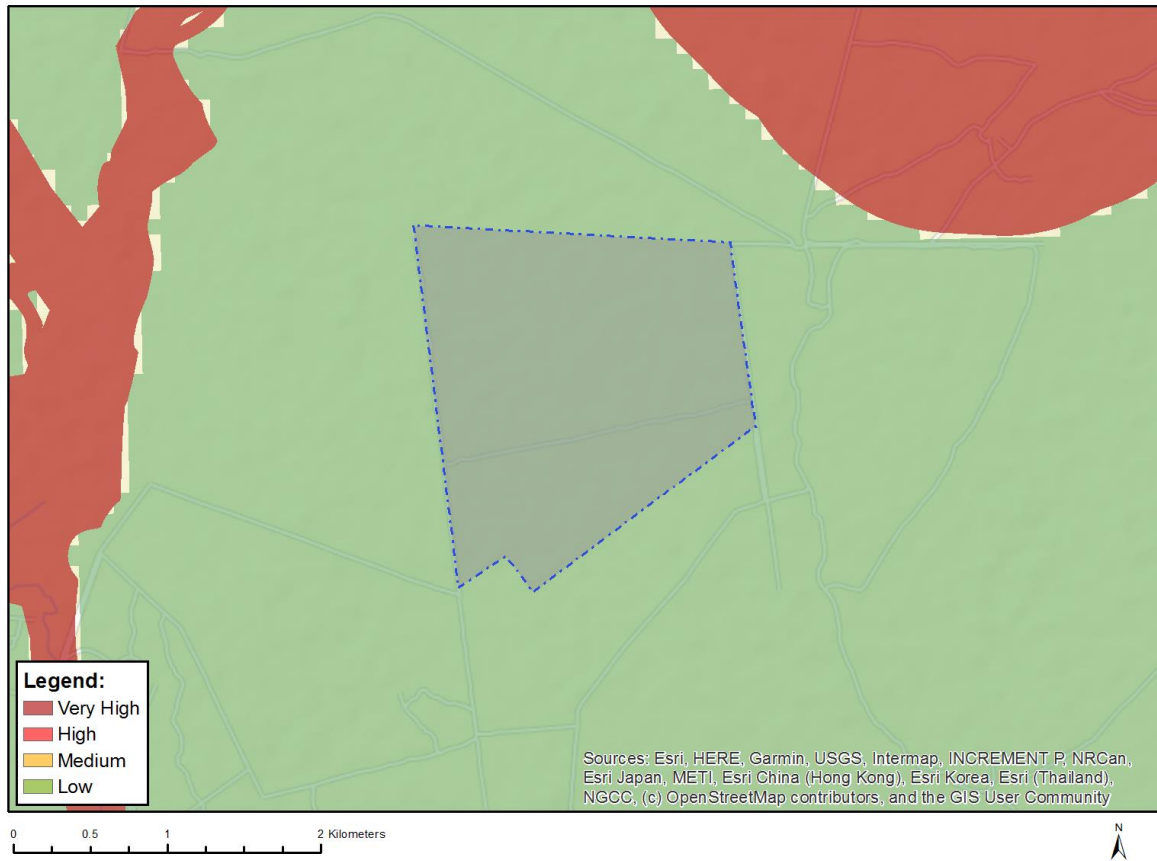 Legend:
Very High
High
Medium
Low
Sources: Esri, HERE, Garmin, USGS, Intermap, INCREMENT P, NRCan,
Esri Japan, METI, Esri China (Hong Kong), Esri Korea, Esri (Thailand),
NGCC, (c) OpenStreetMap contributors, and the GIS User Community
0 0.5 1 2 Kilometers
N